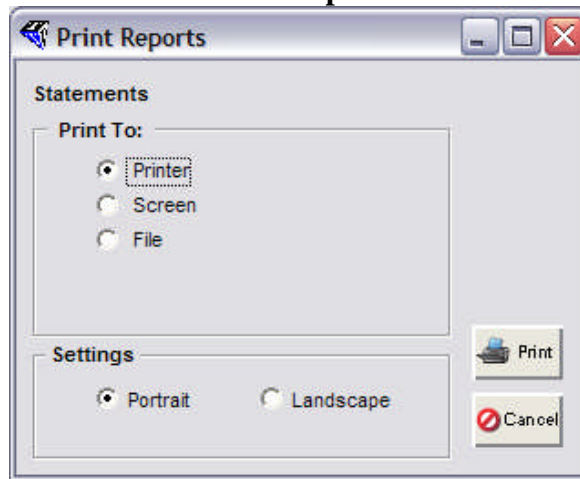 Print Reports
Statements
Print To:
Printer
Screen
File
Settings
Portrait Landscape
Print
Cancel